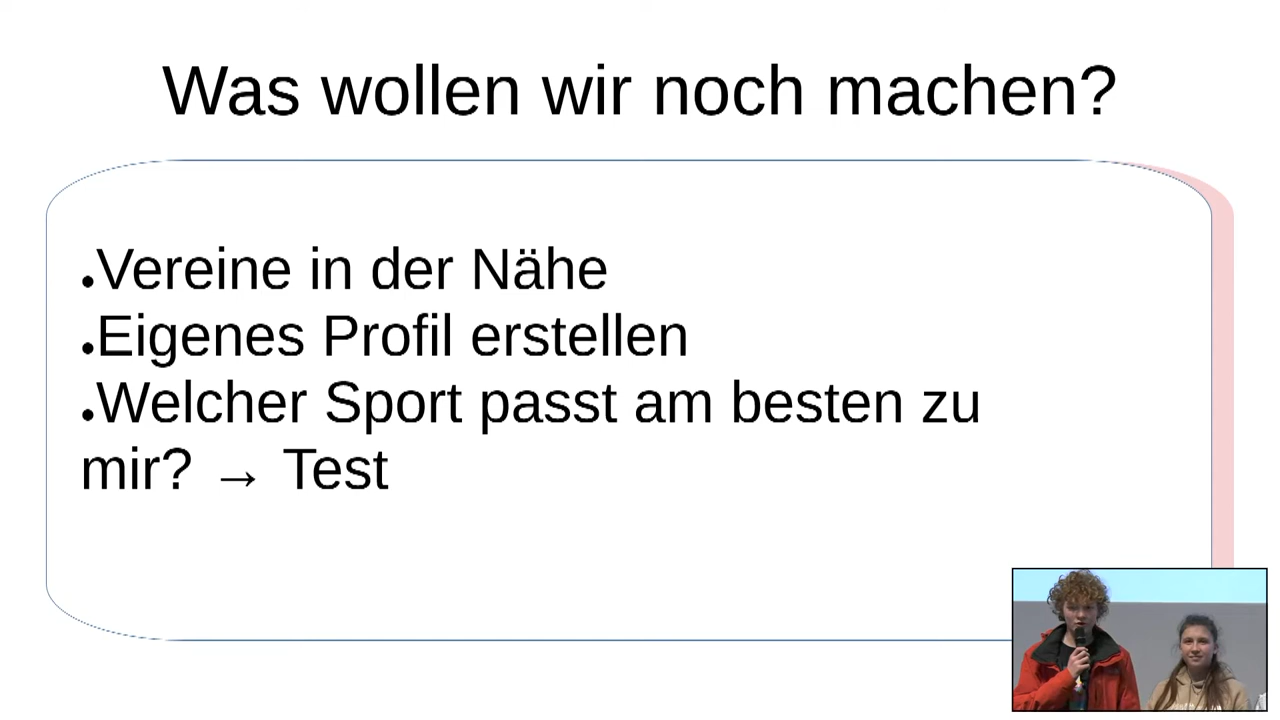 Was wollen wir noch machen?
•Vereine in der Nähe
•Eigenes Profil erstellen
•Welcher Sport passt am besten zu
mir? → Test